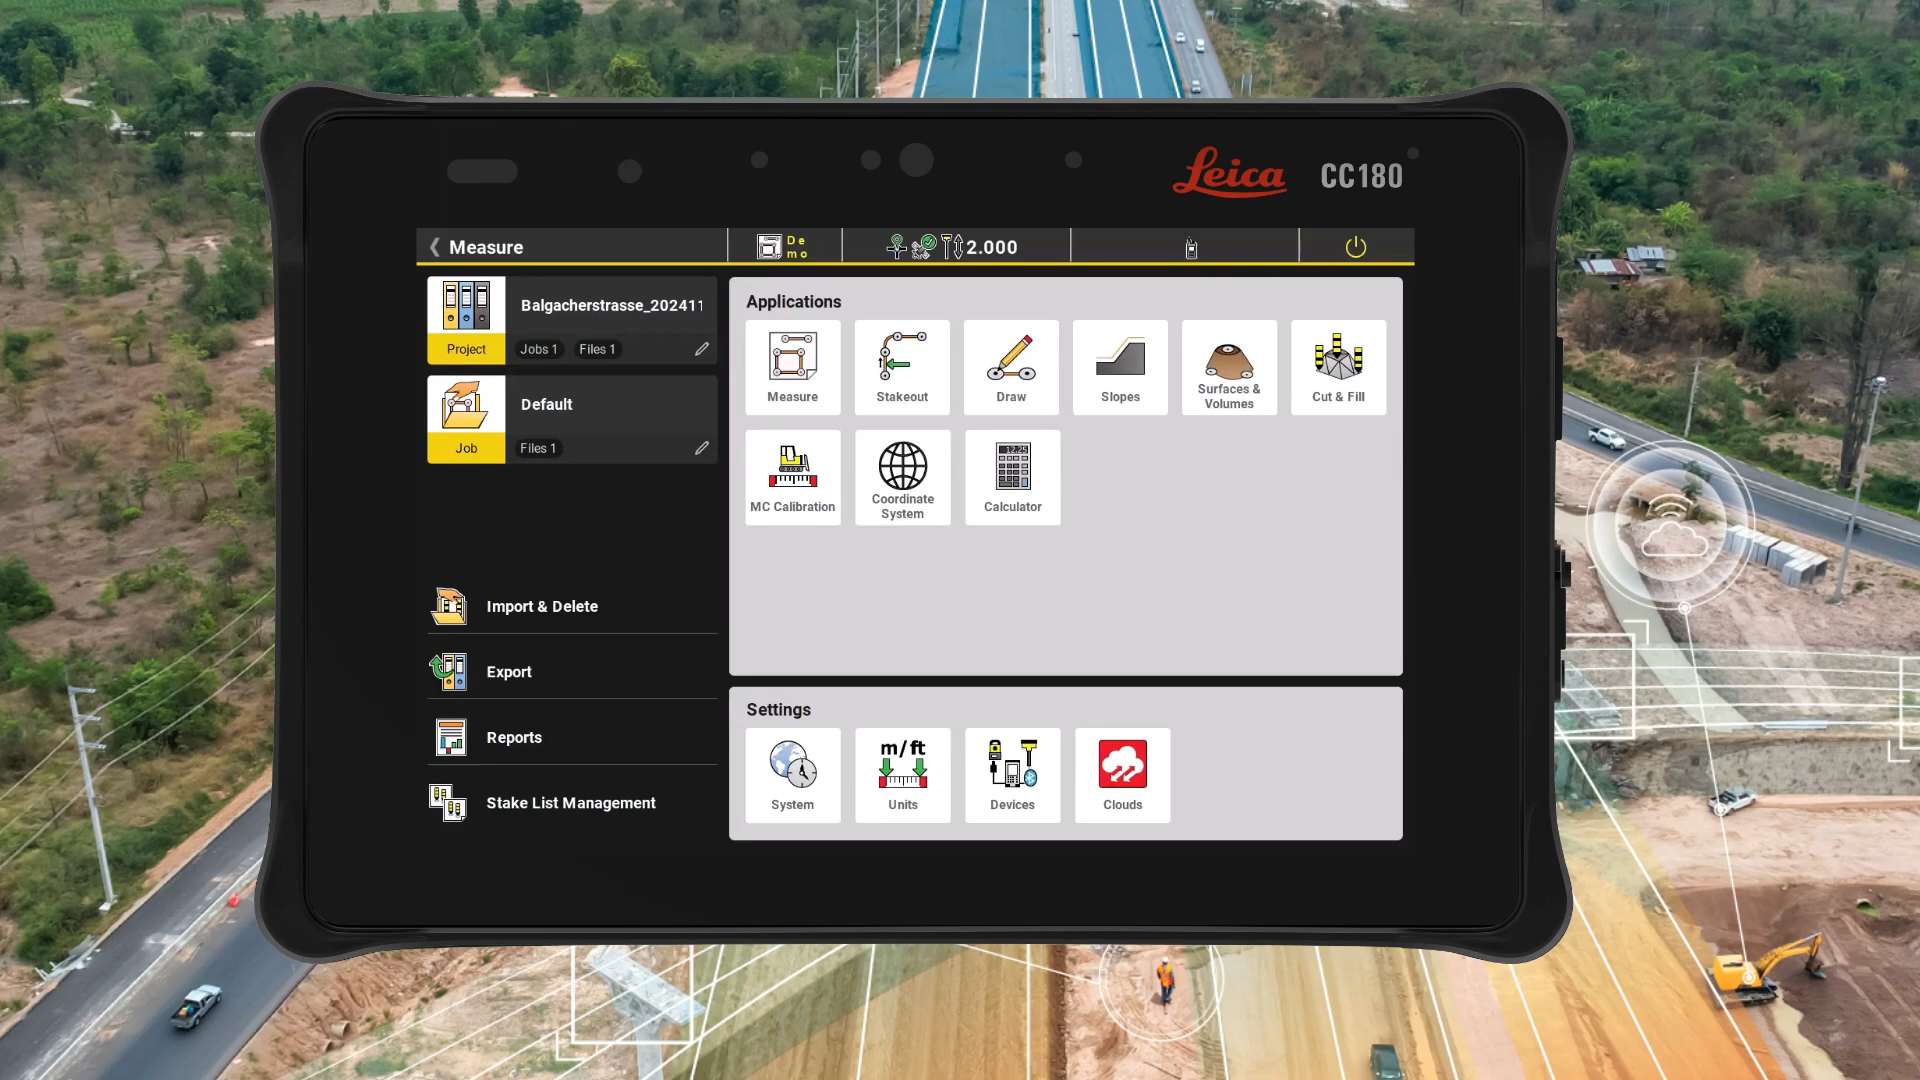 Leica CC180
Measure
De
mo
2.000
Balgacherstrasse_202411
Project
Jobs 1
Files 1
Default
Job
Files 1
Import & Delete
Export
Reports
Stake List Management
Applications
Measure
Stakeout
Draw
Slopes
Surfaces &
Volumes
Cut & Fill
MC Calibration
Coordinate
System
12.25
Calculator
Settings
System
m/ft
Units
Devices
Clouds